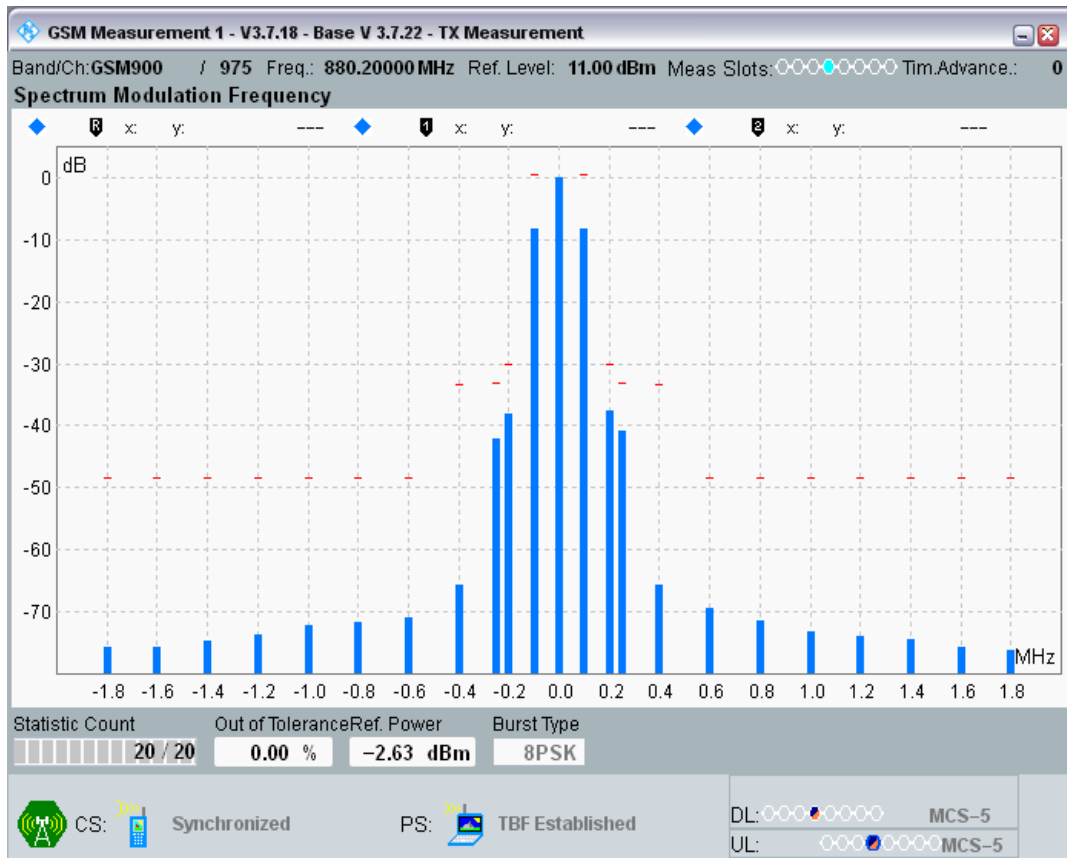 GSM Measurement 1 - V3.7.18 - Base V 3.7.22 - TX Measurement
Band/Ch:GSM900 / 975 Freq.: 880.20000 MHz Ref. Level: 11.00 dBm Meas Slots: Tim.Advance.: 0
Spectrum Modulation Frequency
R x: y: --- 1 x: y: --- 2 x: y: ---
dB
0
-10
-20
-30
-40
-50
-60
-70
MHz
-1.8 -1.6 -1.4 -1.2 -1.0 -0.8 -0.6 -0.4 -0.2 0.0 0.2 0.4 0.6 0.8 1.0 1.2 1.4 1.6 1.8
Statistic Count Out of Tolerance Ref. Power Burst Type
20 / 20 0.00 % −2.63 dBm 8PSK
CS: Synchronized PS: TBF Established
DL: MCS–5
UL: MCS–5